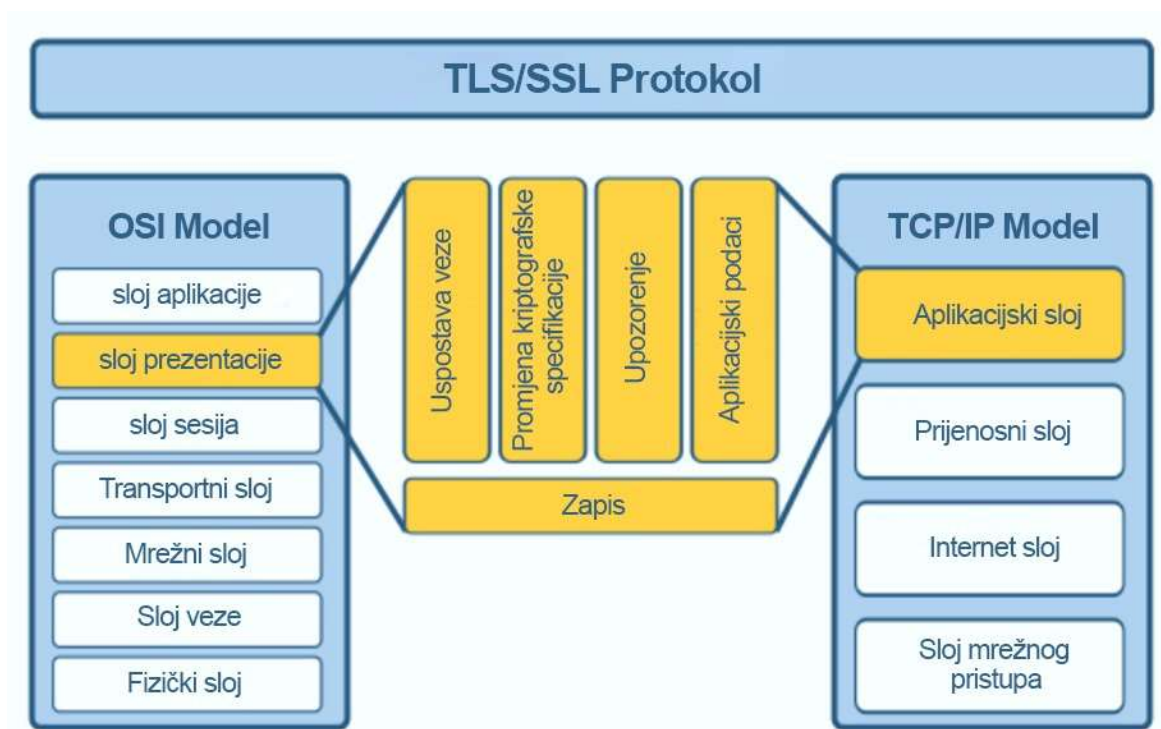 TLS/SSL Protokol
OSI Model
sloj aplikacije
sloj prezentacije
sloj sesija
Transportni sloj
Mrežni sloj
Sloj veze
Fizički sloj
Uspostava veze
Promjena kriptografske
specifikacije
Upozorenje
Aplikacijski podaci
Zapis
TCP/IP Model
Aplikacijski sloj
Prijenosni sloj
Internet sloj
Sloj mrežnog
pristupa